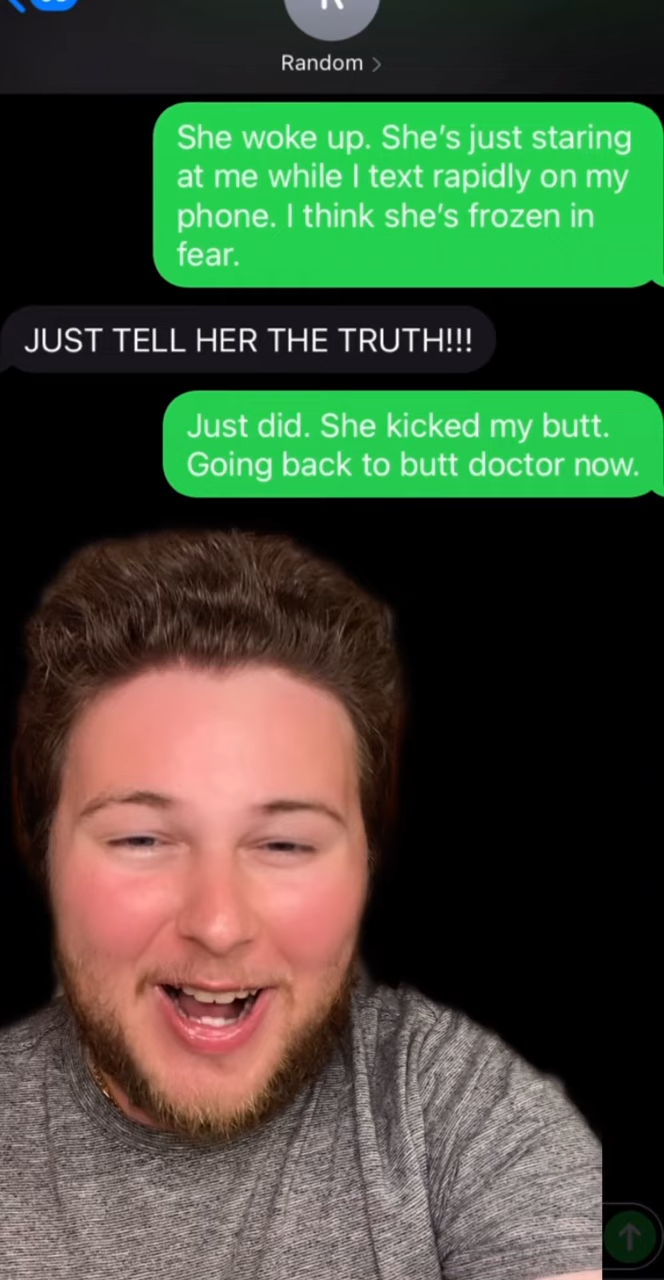 Random
She woke up. She’s just staring
at me while I text rapidly on my
phone. I think she’s frozen in
fear.
JUST TELL HER THE TRUTH!!!
Just did. She kicked my butt.
Going back to butt doctor now.